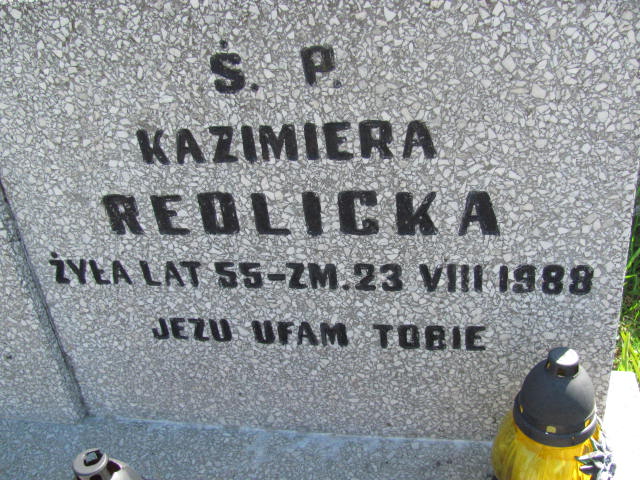 Ś. P.
KAZIMIERA
REDLICKA
ŻYŁA LAT 55-ZM. 23 VIII 1988
JEZU UFAM TOBIE